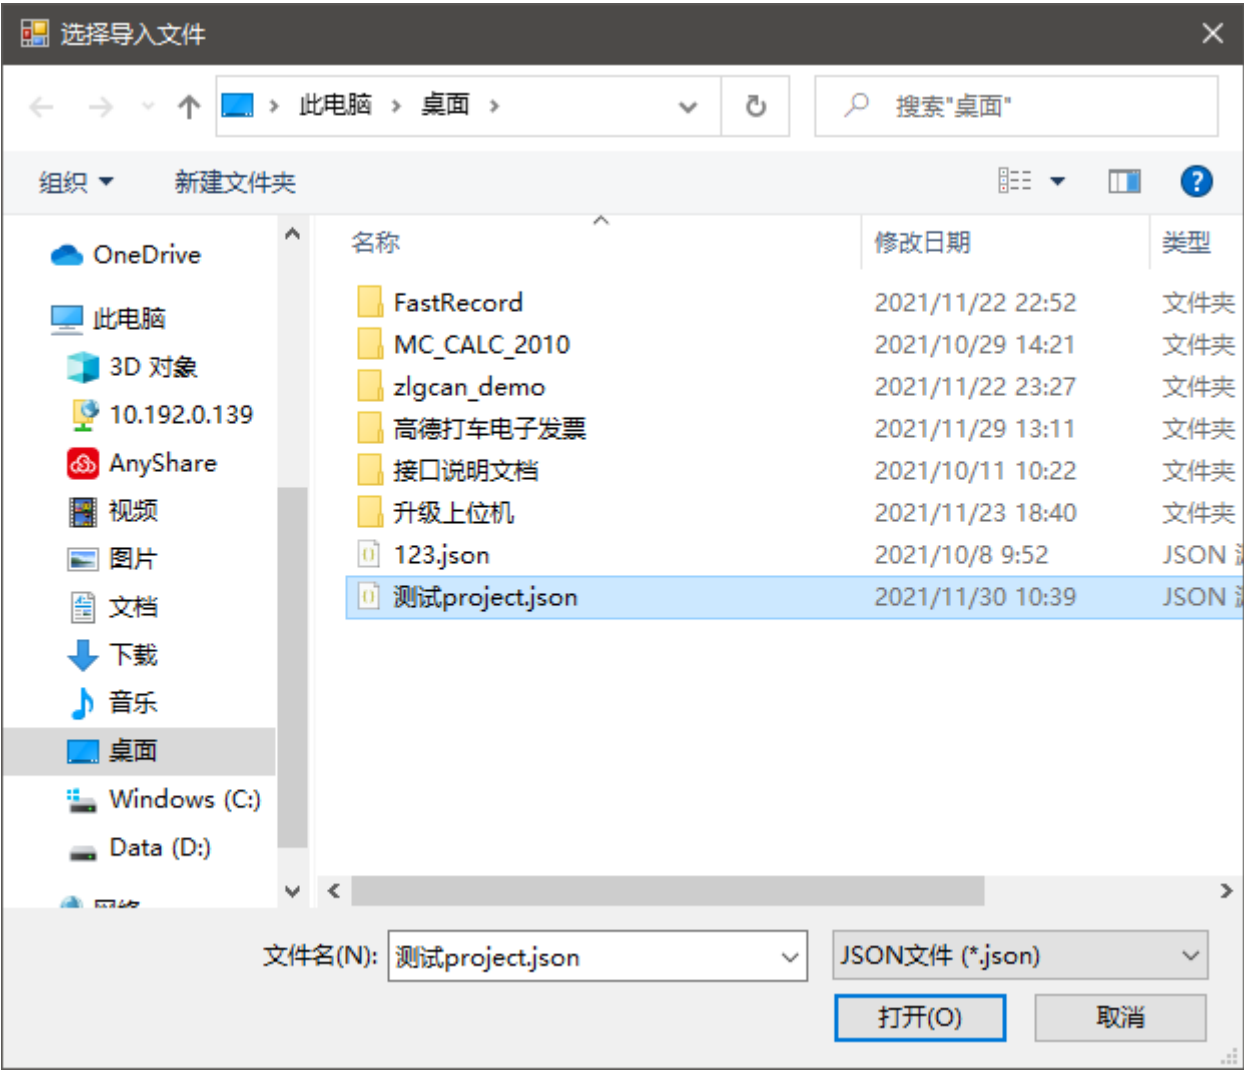 选择导入文件
此电脑 > 桌面 >
搜索"桌面"
组织
新建文件夹
OneDrive
此电脑
3D 对象
10.192.0.139
AnyShare
视频
图片
文档
下载
音乐
桌面
Windows (C:)
Data (D:)
网络
名称 修改日期 类型
FastRecord 2021/11/22 22:52 文件夹
MC_CALC_2010 2021/10/29 14:21 文件夹
zlgcan_demo 2021/11/22 23:27 文件夹
高德打车电子发票 2021/11/29 13:11 文件夹
接口说明文档 2021/10/11 10:22 文件夹
升级上位机 2021/11/23 18:40 文件夹
123.json 2021/10/8 9:52 JSON
测试project.json 2021/11/30 10:39 JSON
文件名(N): 测试project.json JSON文件 (*.json)
打开(O) 取消